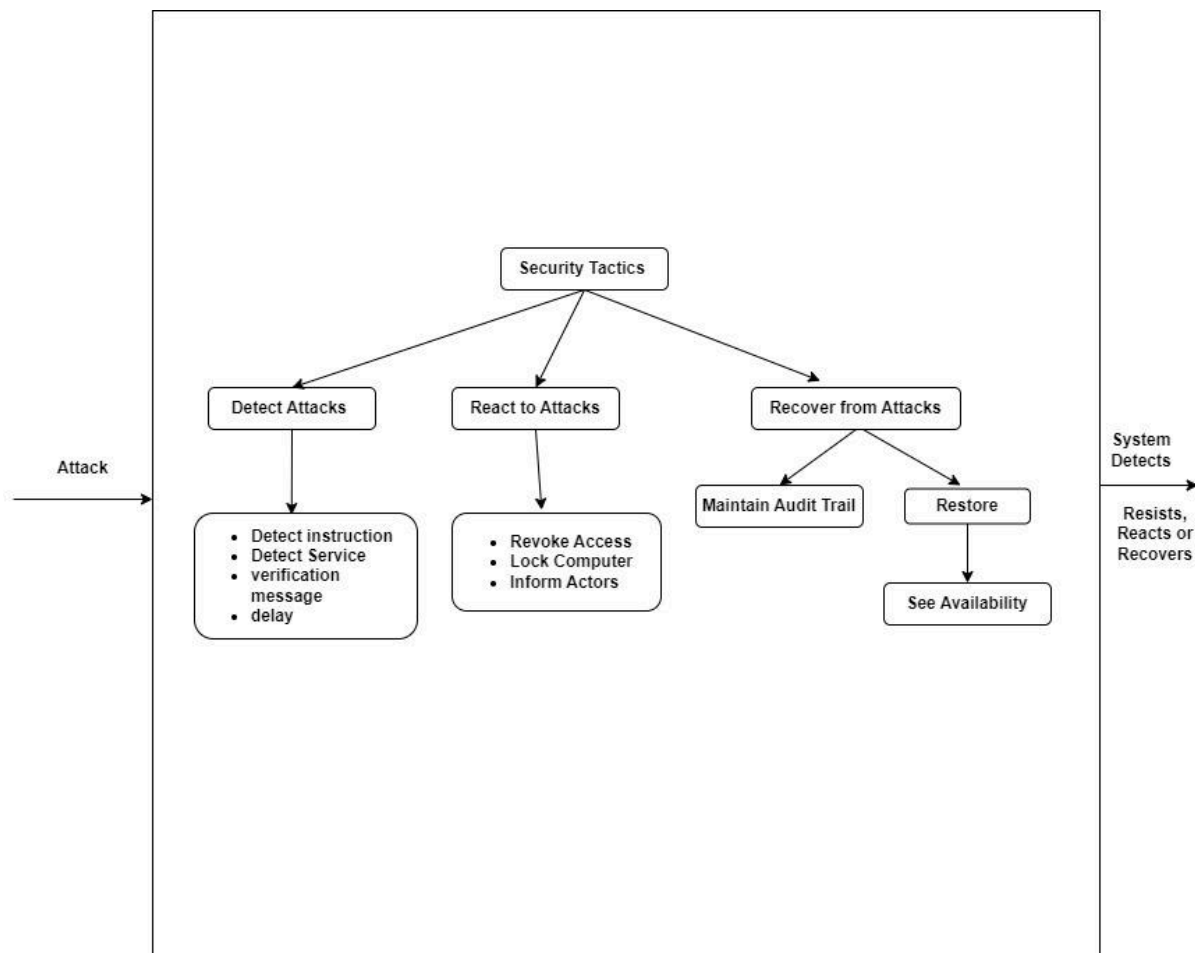 Security Tactics
Detect Attacks
React to Attacks
Recover from Attacks
Attack
System
Detects
Resists,
Reacts or
Recovers
Maintain Audit Trail
Restore
Detect instruction
Detect Service
verification
message
delay
Revoke Access
Lock Computer
Inform Actors
See Availability